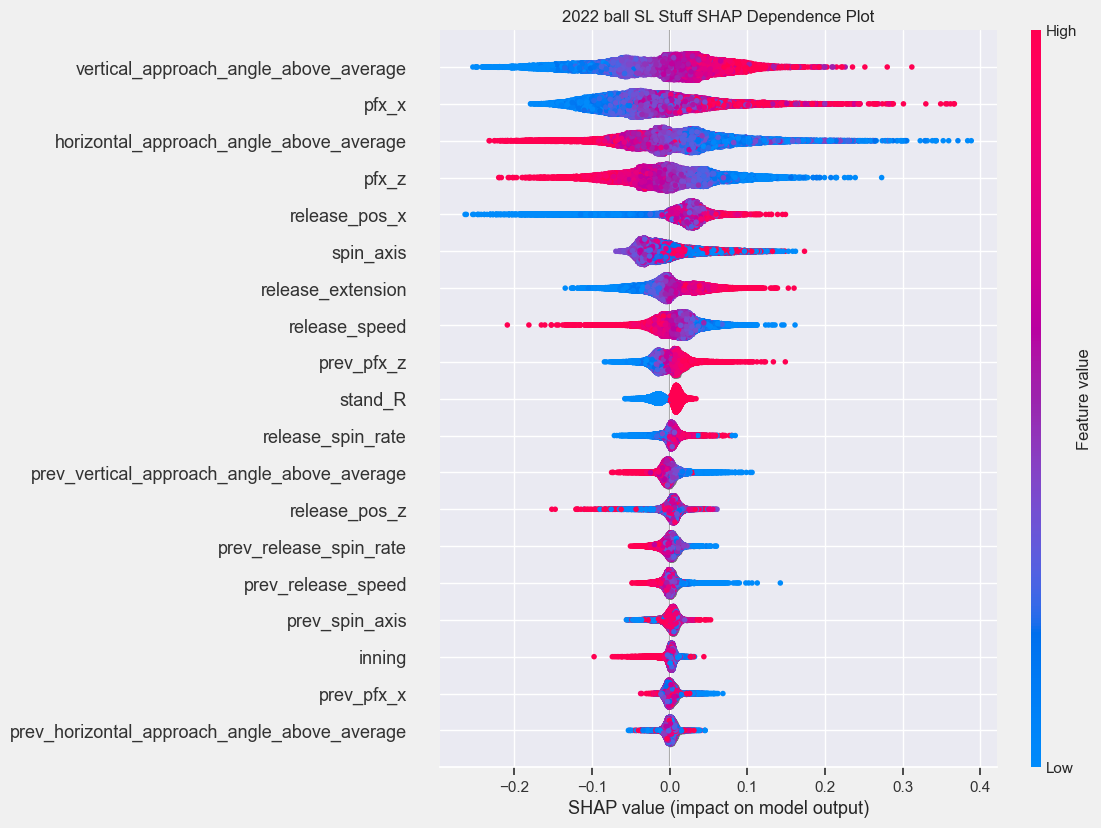 2022 ball SL Stuff SHAP Dependence Plot
High
vertical_approach_angle_above_average
pfx_x
horizontal_approach_angle_above_average
pfx_z
release_pos_x
spin_axis
release_extension
release_speed
prev_pfx_z
stand_R
release_spin_rate
prev_vertical_approach_angle_above_average
release_pos_z
prev_release_spin_rate
prev_release_speed
prev_spin_axis
inning
prev_pfx_x
prev_horizontal_approach_angle_above_average
Feature value
Low
−0.2 −0.1 0.0 0.1 0.2 0.3 0.4
SHAP value (impact on model output)